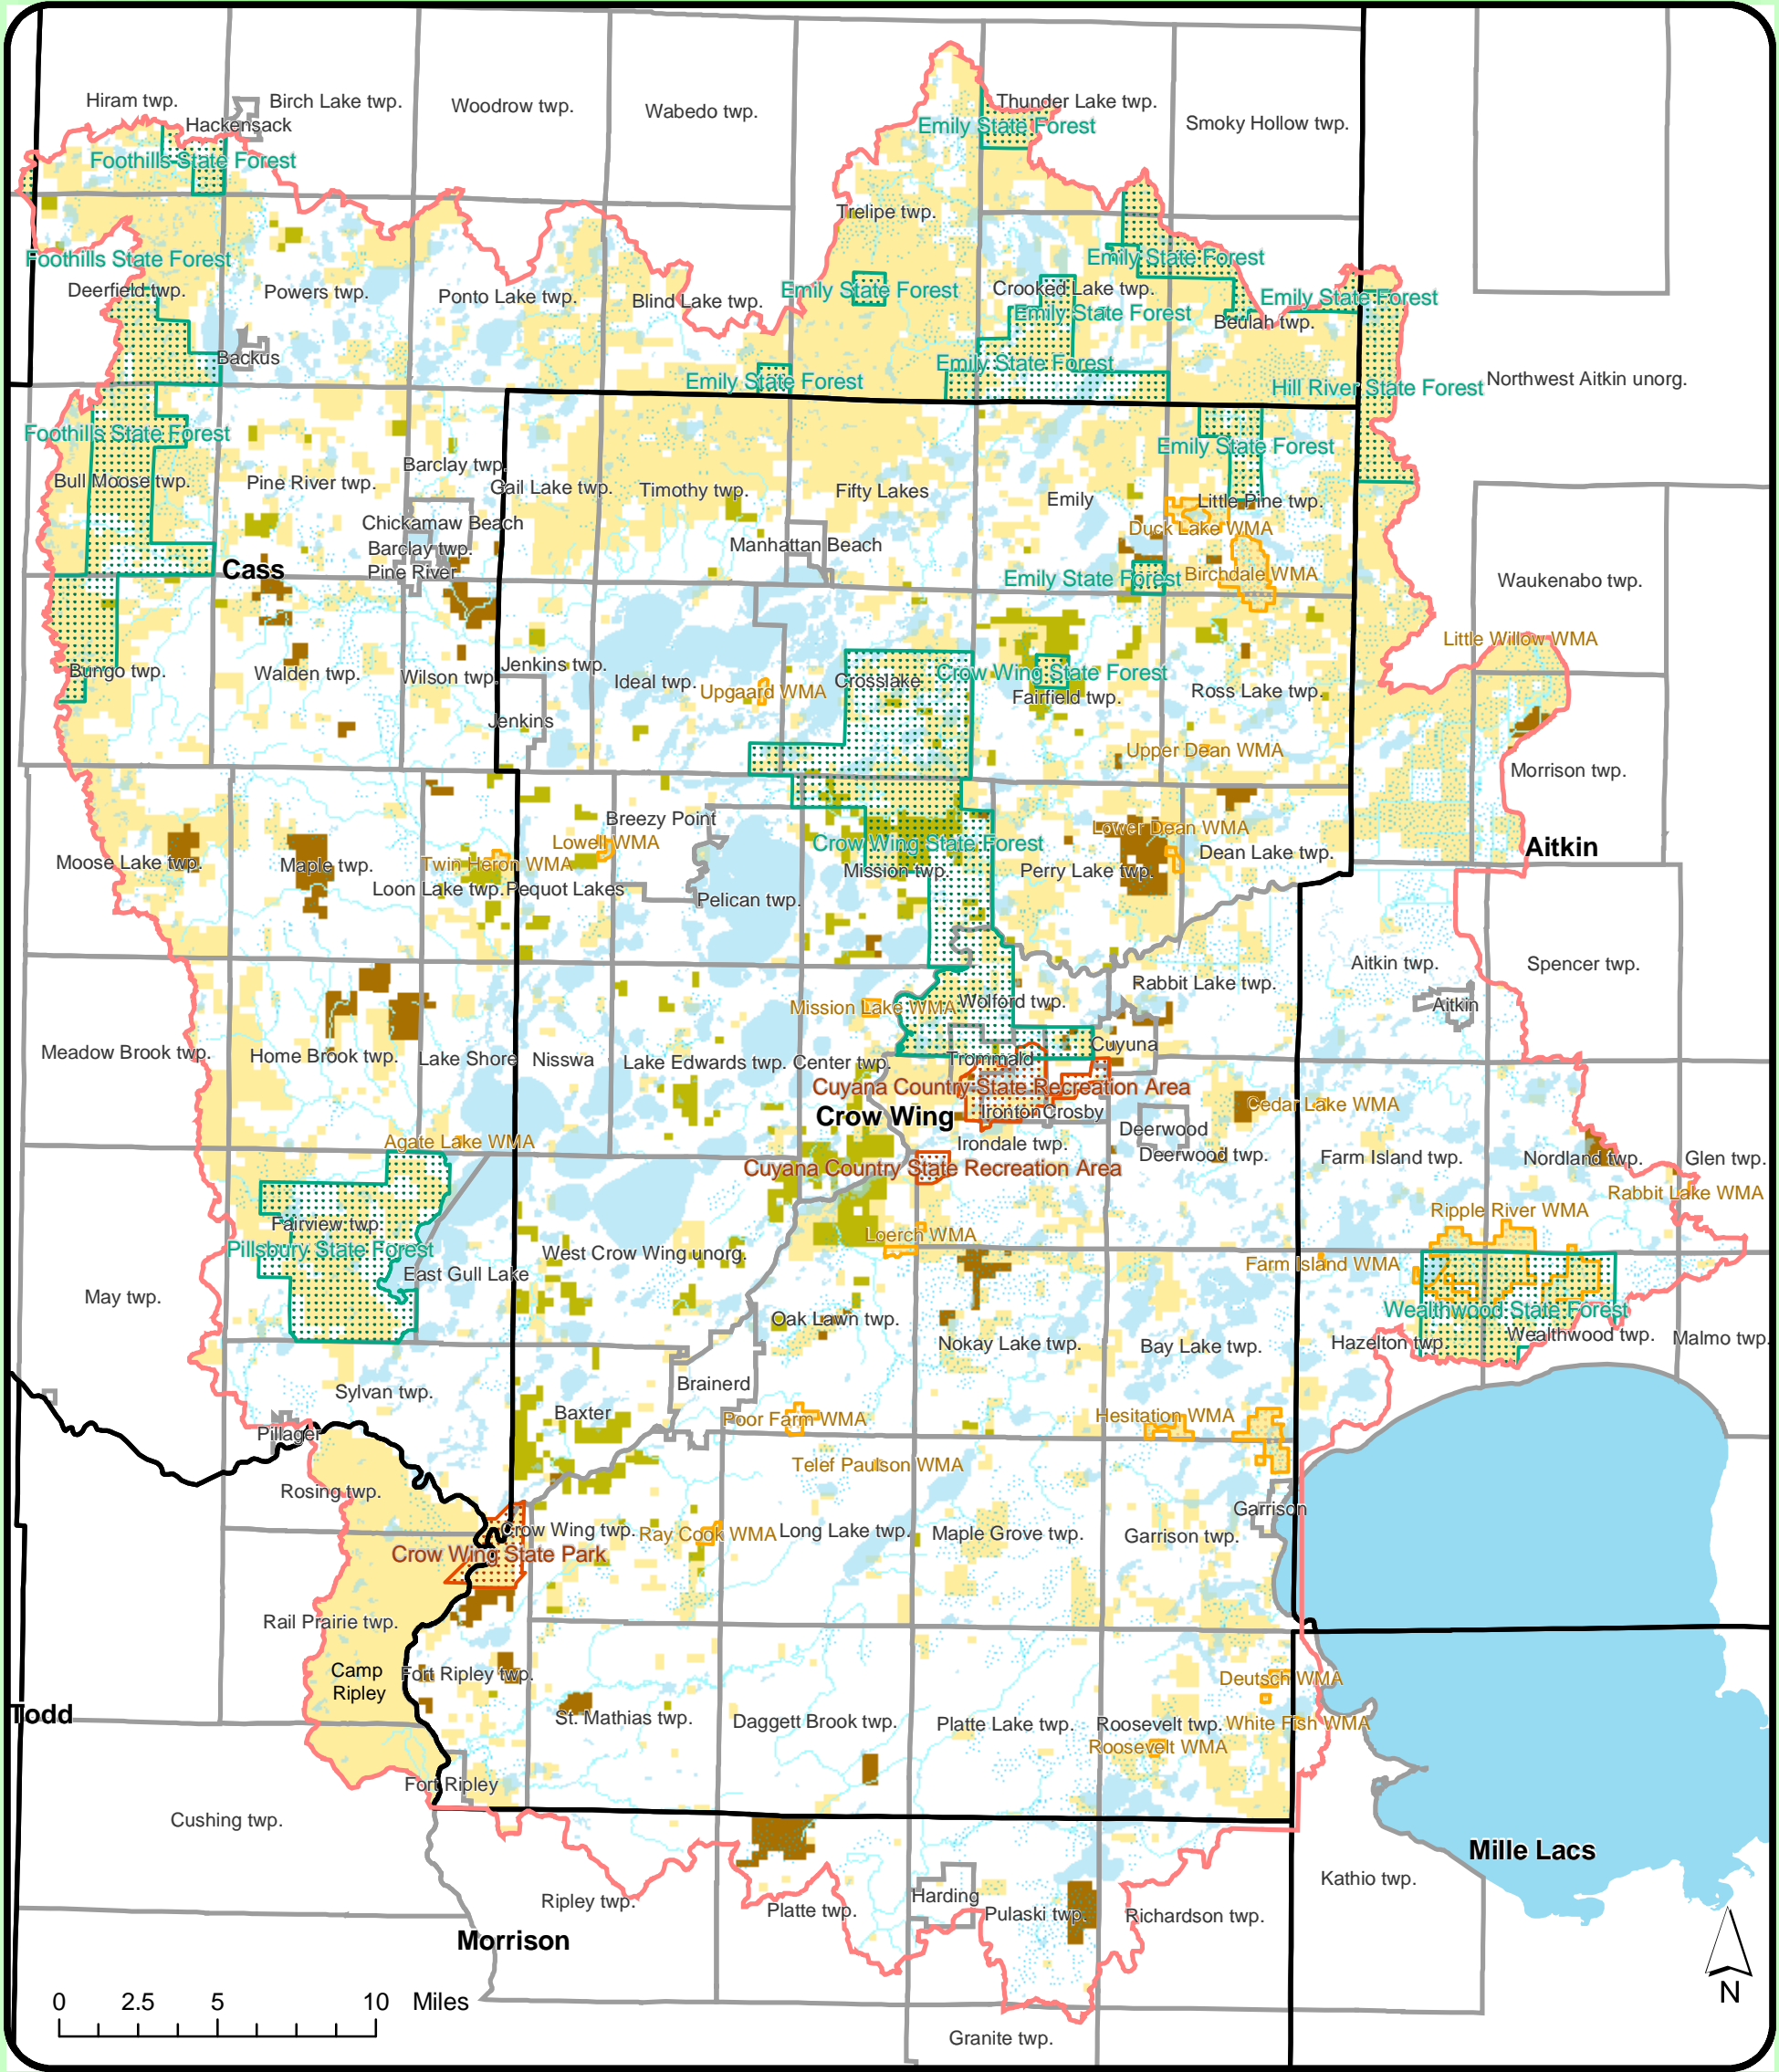 Hiram twp.
Birch Lake twp.
Woodrow twp.
Wabedo twp.
Thunder Lake twp.
Smoky Hollow twp.
Hackensack
Emily State Forest
Foothills State Forest
Trelipe twp.
Foothills State Forest
Emily State Forest
Deerfield twp.
Powers twp.
Ponto Lake twp.
Blind Lake twp.
Emily State Forest
Crooked Lake twp.
Emily State Forest
Emily State Forest
Beulah twp.
Backus
Emily State Forest
Emily State Forest
Hill River State Forest
Northwest Aitkin unorg.
Foothills State Forest
Emily State Forest
Bull Moose twp.
Pine River twp.
Barclay twp.
Gail Lake twp.
Timothy twp.
Fifty Lakes
Emily
Little Pine twp.
Chickamaw Beach
Duck Lake WMA
Barclay twp.
Manhattan Beach
Pine River
Cass
Emily State Forest
Birchdale WMA
Waukenabo twp.
Little Willow WMA
Bungo twp.
Walden twp.
Wilson twp.
Jenkins twp.
Ideal twp.
Upgaard WMA
Crosslake
Crow Wing State Forest
Fairfield twp.
Ross Lake twp.
Jenkins
Upper Dean WMA
Morrison twp.
Breezy Point
Moose Lake twp.
Maple twp.
Twin Heron WMA
Lowell WMA
Crow Wing State Forest
Lower Dean WMA
Dean Lake twp.
Aitkin
Loon Lake twp.
Pequot Lakes
Pelican twp.
Mission twp.
Perry Lake twp.
Rabbit Lake twp.
Aitkin twp.
Spencer twp.
Mission Lake WMA
Wolford twp.
Aitkin
Meadow Brook twp.
Home Brook twp.
Lake Shore
Nisswa
Lake Edwards twp.
Center twp.
Trommald
Cuyuna
Cuyana Country State Recreation Area
Crow Wing
Ironton
Crosby
Cedar Lake WMA
Deerwood
Agate Lake WMA
Irondale twp.
Deerwood twp.
Farm Island twp.
Nordland twp.
Glen twp.
Cuyana Country State Recreation Area
Rabbit Lake WMA
Fairview twp.
Ripple River WMA
Pillsbury State Forest
West Crow Wing unorg.
Loerch WMA
Farm Island WMA
East Gull Lake
May twp.
Oak Lawn twp.
Nokay Lake twp.
Bay Lake twp.
Wealthwood State Forest
Hazelton twp.
Wealthwood twp.
Malmo twp.
Sylvan twp.
Brainerd
Baxter
Poor Farm WMA
Hesitation WMA
Pillager
Telef Paulson WMA
Rosing twp.
Garrison
Crow Wing twp.
Ray Cook WMA
Long Lake twp.
Maple Grove twp.
Garrison twp.
Crow Wing State Park
Rail Prairie twp.
Camp
Ripley
Fort Ripley twp.
Deutsch WMA
Todd
St. Mathias twp.
Daggett Brook twp.
Platte Lake twp.
Roosevelt twp.
White Fish WMA
Roosevelt WMA
Fort Ripley
Cushing twp.
Mille Lacs
Kathio twp.
Ripley twp.
Platte twp.
Harding
Pulaski twp.
Richardson twp.
Morrison
0 2.5 5 10 Miles
N
Granite twp.